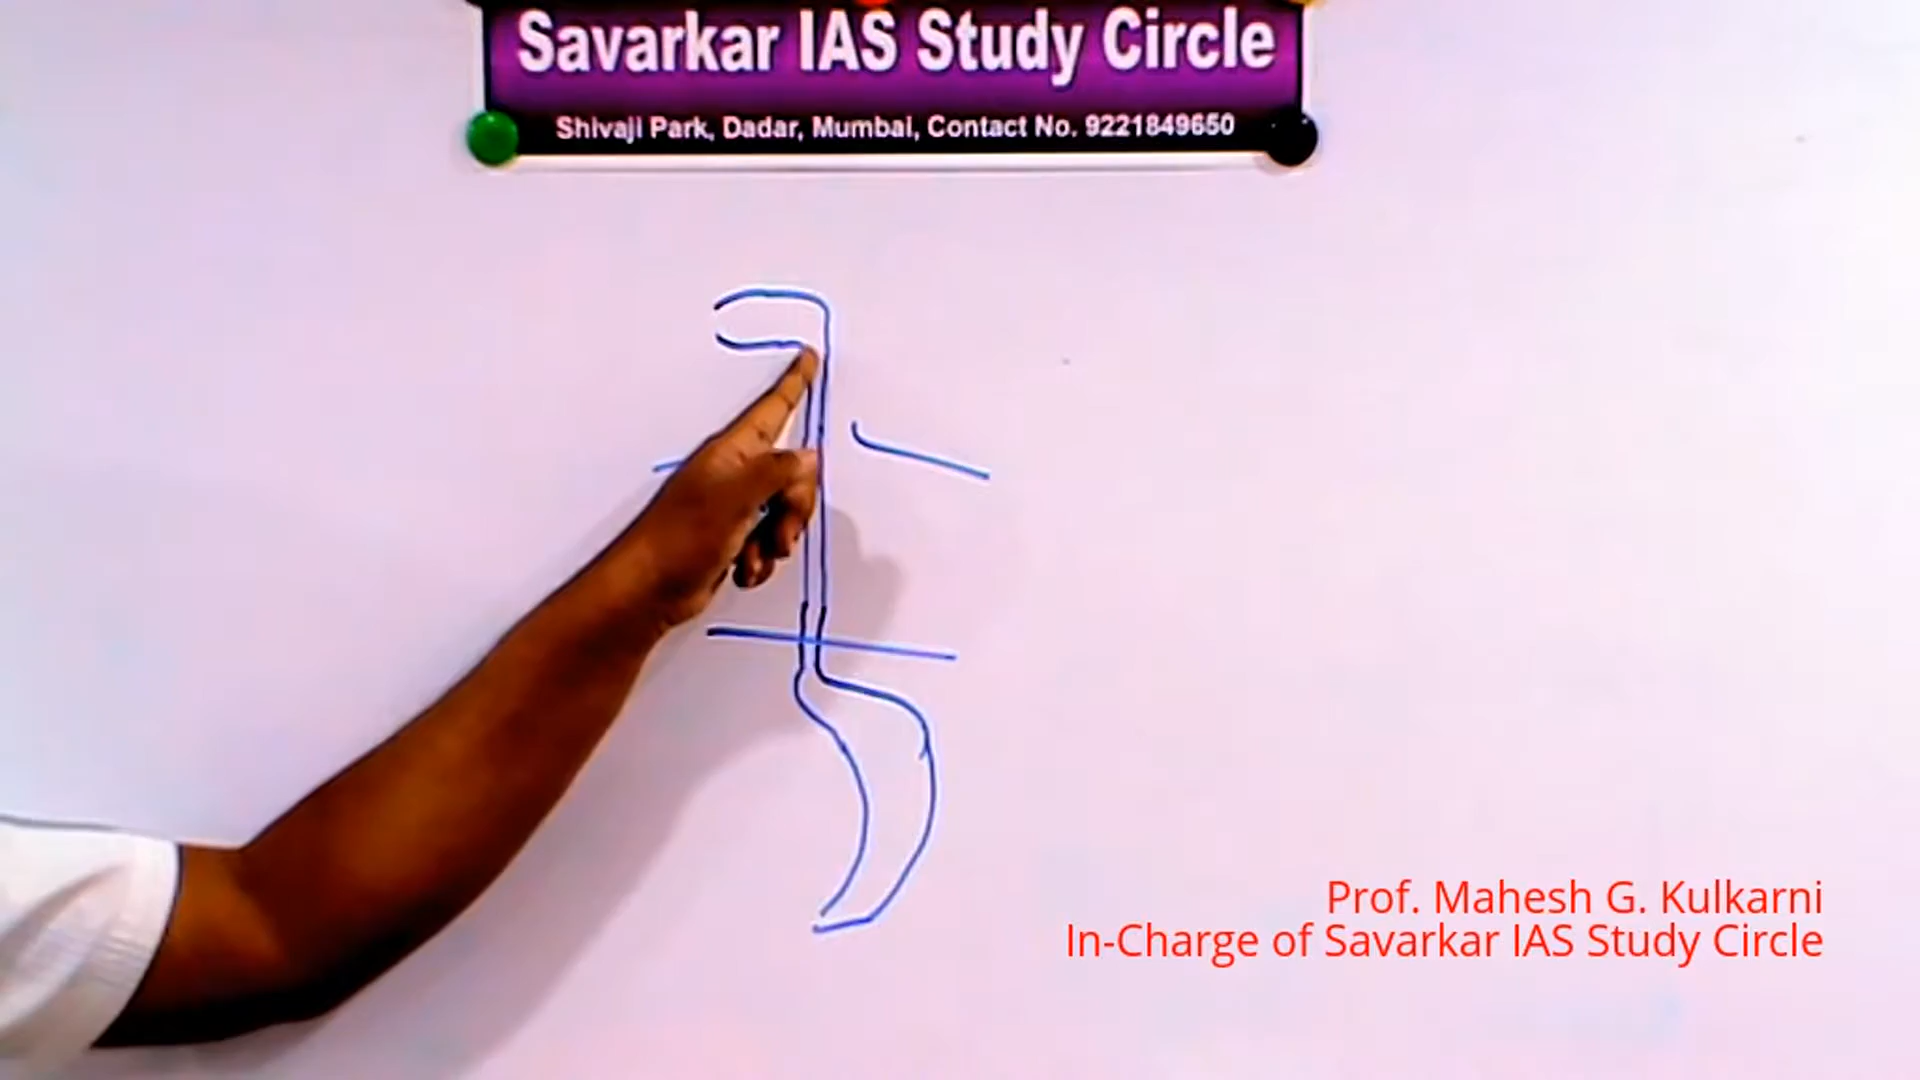 Savarkar IAS Study Circle
Shivaji Park, Dadar, Mumbai, Contact No. 9221849650
Prof. Mahesh G. Kulkarni
In-Charge of Savarkar IAS Study Circle